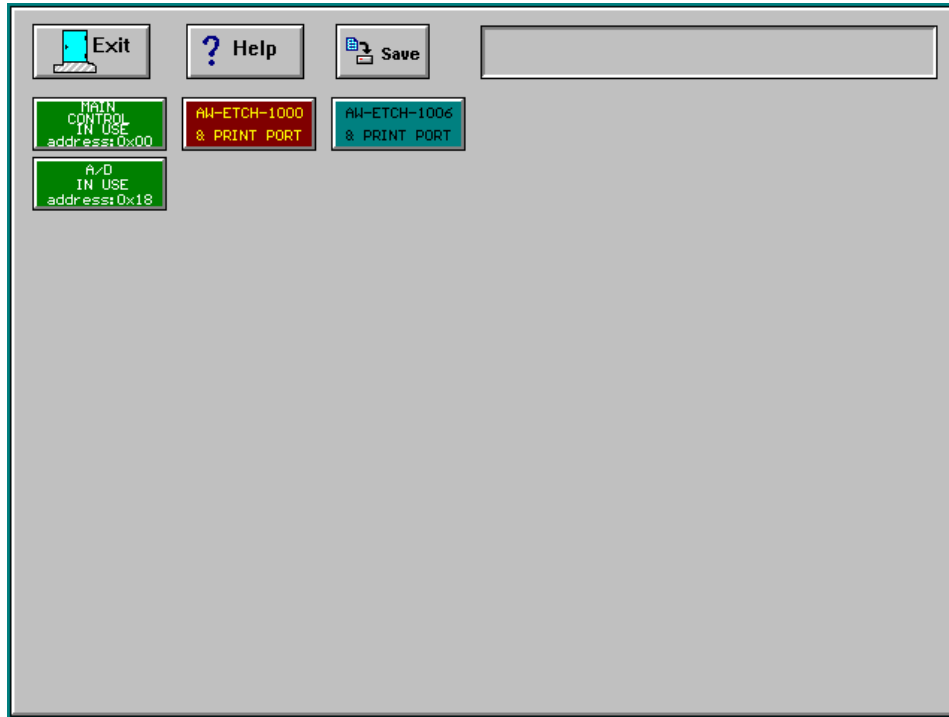 Exit
? Help
Save
MAIN
CONTROL
IN USE
address:0x00
AW-ETCH-1000
& PRINT PORT
AW-ETCH-1006
& PRINT PORT
A/D
IN USE
address:0x18